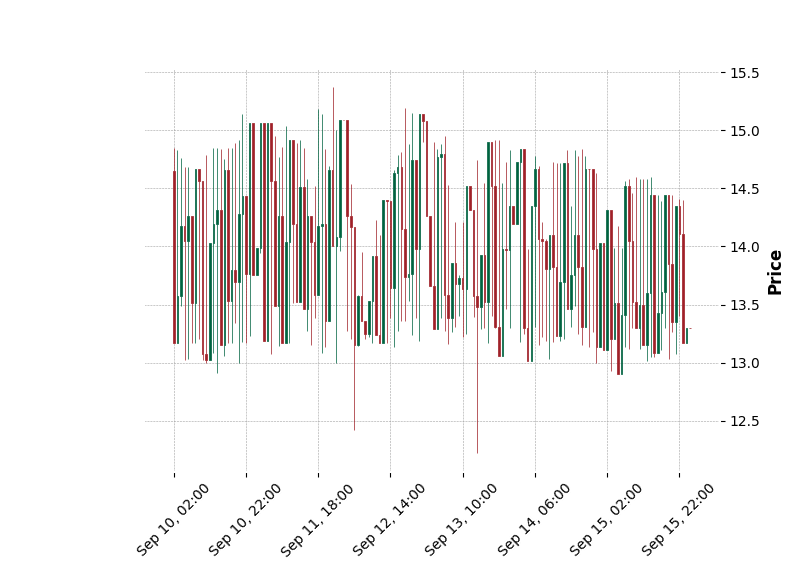 15.5
15.0
14.5
14.0
13.5
13.0
12.5
Price
Sep 10, 02:00
Sep 10, 22:00
Sep 11, 18:00
Sep 12, 14:00
Sep 13, 10:00
Sep 14, 06:00
Sep 15, 02:00
Sep 15, 22:00